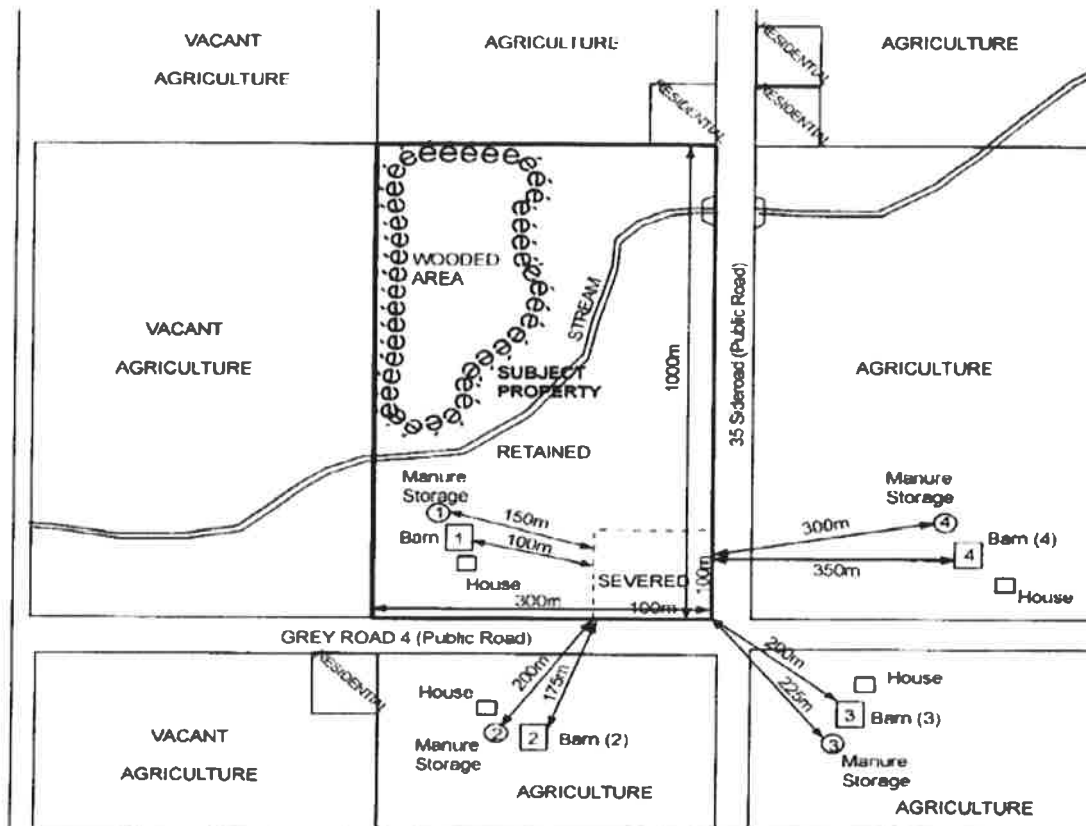 VACANT
AGRICULTURE
AGRICULTURE
RESIDENTIAL
RESIDENTIAL
RESIDENTIAL
AGRICULTURE
WOODED
AREA
STREAM
SUBJECT
PROPERTY
1000m
35 Sideroad (Public Road)
VACANT
AGRICULTURE
AGRICULTURE
RETAINED
Manure
Storage
1
Barn
1
House
150m
100m
SEVERED
100m
300m
100m
300m
350m
Manure
Storage
4
Barn (4)
4
House
GREY ROAD 4 (Public Road)
RESIDENTIAL
VACANT
AGRICULTURE
House
200m
175m
2
Manure
Storage
2
Barn (2)
AGRICULTURE
200m
225m
House
3
Barn (3)
3
Manure
Storage
AGRICULTURE